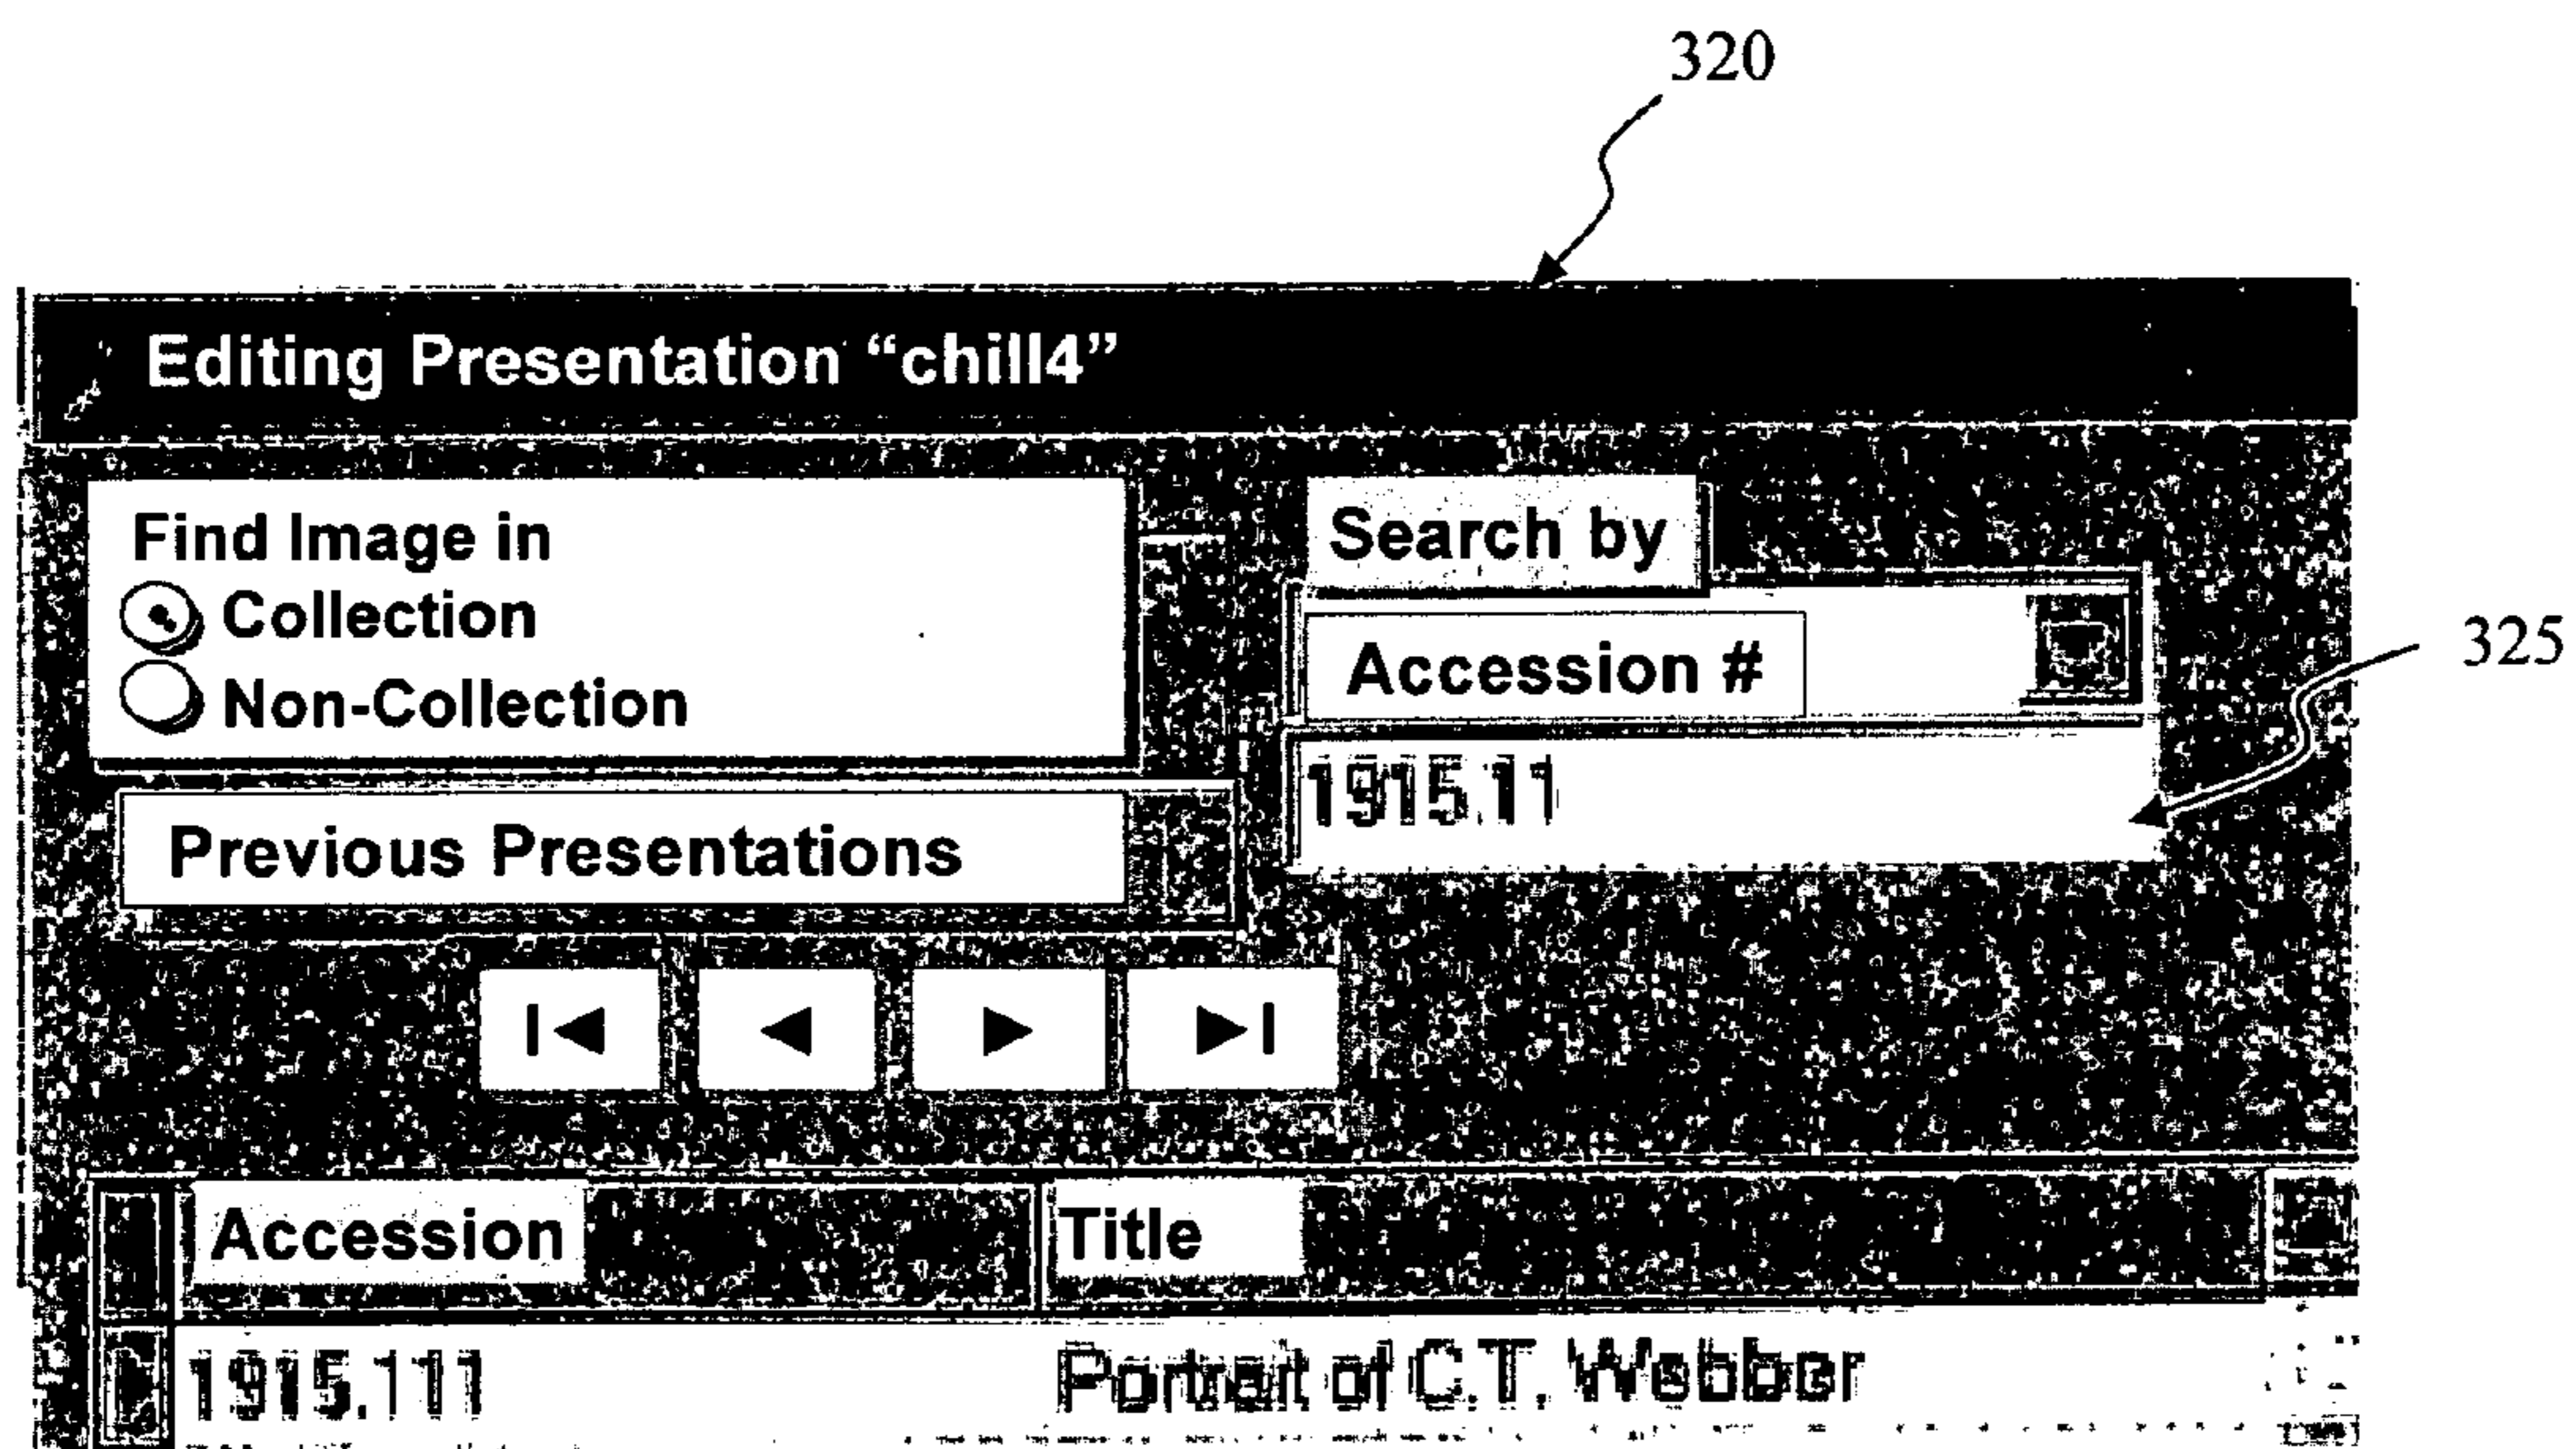 320
Editing Presentation “chill4”
Find Image in
Collection
Non-Collection
Search by
Accession #
325
1915.11
Previous Presentations
Accession Title
1915.111 Portrait of C.T. Webber